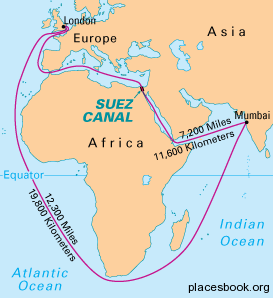 London
Europe
Asia
SUEZ
CANAL
Africa
7,200 Miles
11,600 Kilometers
Mumbai
Equator
12,300 Miles
19,800 Kilometers
Indian
Ocean
Atlantic
Ocean
placesbook.org